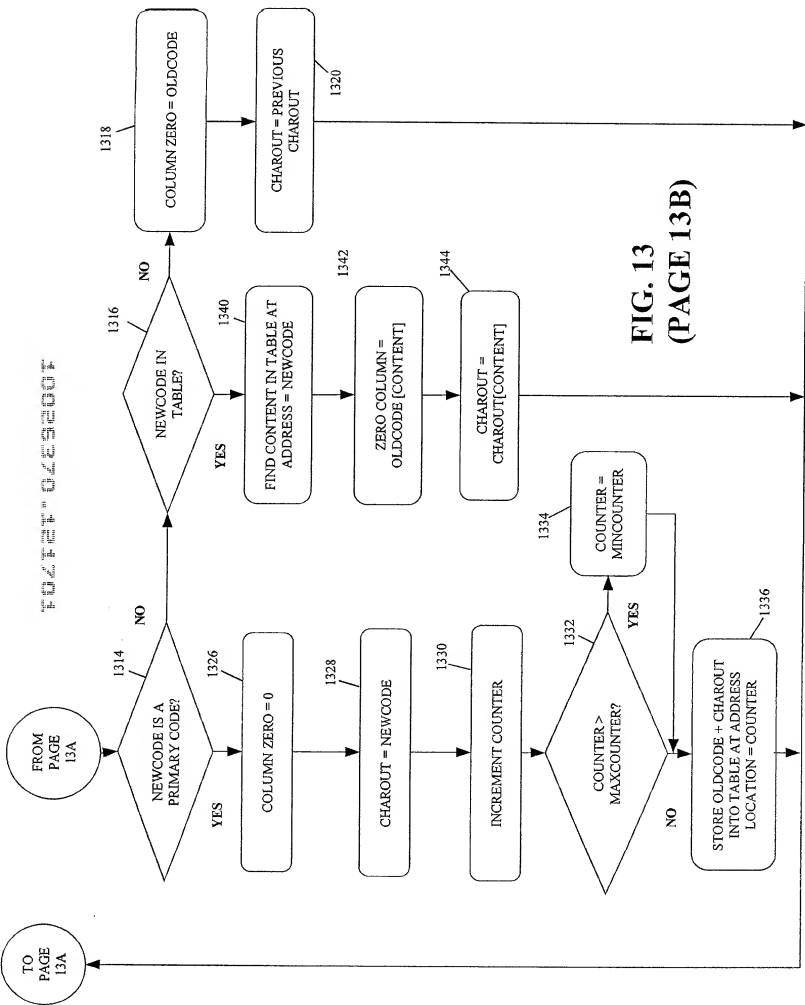 TO
PAGE
13A
FROM
PAGE
13A
1314
NEWCODE IS A
PRIMARY CODE?
NO
YES
1316
NEWCODE IN
TABLE?
NO
YES
1318
COLUMN ZERO = OLDCODE
1320
CHAROUT = PREVIOUS
CHAROUT
1326
COLUMN ZERO = 0
1328
CHAROUT = NEWCODE
1330
INCREMENT COUNTER
1332
COUNTER>
MAXCOUNTER?
YES
NO
1334
COUNTER =
MINCOUNTER
1336
STORE OLDCODE + CHAROUT
INTO TABLE AT ADDRESS
LOCATION = COUNTER
1340
FIND CONTENT IN TABLE AT
ADDRESS = NEWCODE
1342
ZERO COLUMN =
OLDCODE [CONTENT]
1344
CHAROUT =
CHAROUT[CONTENT]
FIG. 13
(PAGE 13B)